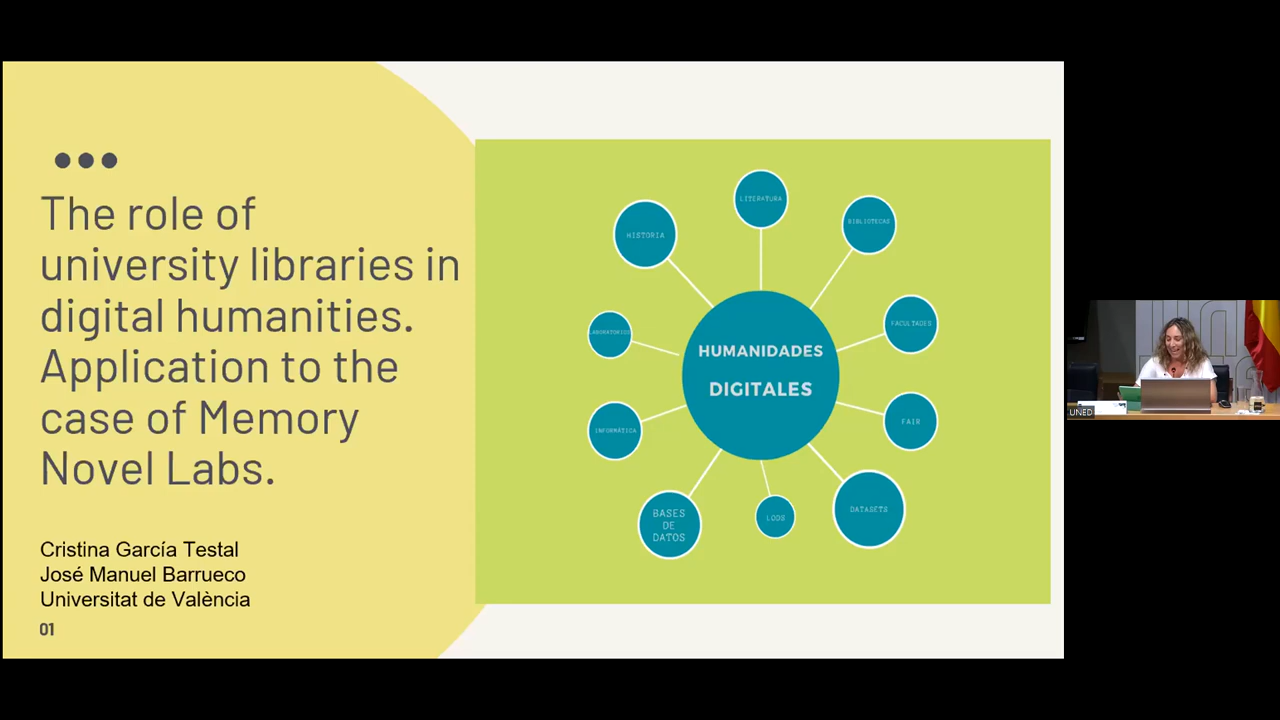 The role of
university libraries in
digital humanities.
Application to the
case of Memory
Novel Labs.
Cristina García Testal
José Manuel Barrueco
Universitat de València
01
LITERATURA
HISTORIA
BIBLIOTECAS
LABORATORIOS
FACULTADES
HUMANIDADES
DIGITALES
INFORMÁTICA
FAIR
BASES
DE
DATOS
LODS
DATASETS
UNED